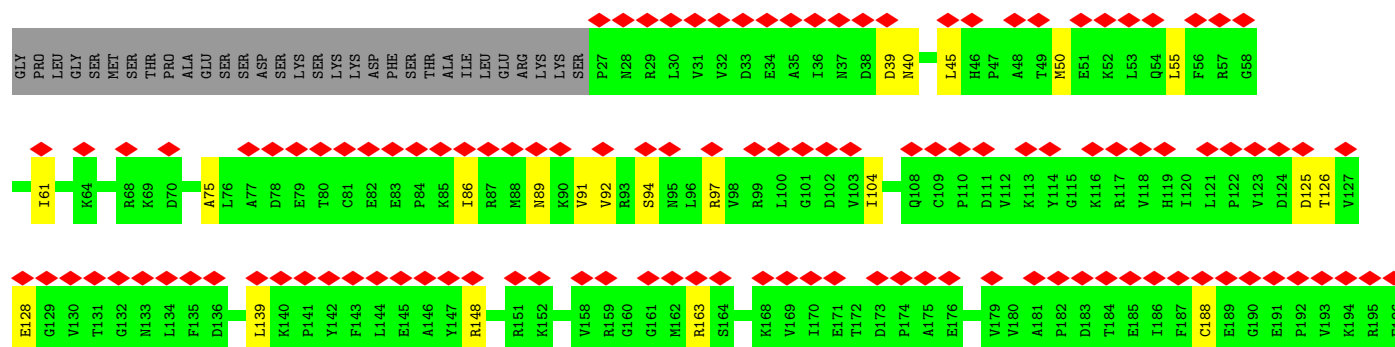 GLY PRO LEU GLY SER MET SER THR PRO ALA GLU SER SER ASP SER LYS SER LYS LYS ASP PHE SER THR ALA ILE LEU GLU ARG LYS LYS SER P27 N28 R29 L30 V31 V32 D33 E34 A35 I36 N37 D38 D39 N40 L45 H46 P47 A48 T49 M50 E51 K52 L53 Q54 L55 F56 R57 G58
I61 K64 R68 K69 D70 A75 L76 A77 D78 E79 T80 C81 E82 E83 P84 K85 I86 R87 M88 N89 K90 V91 V92 R93 S94 N95 L96 R97 V98 R99 L100 G101 D102 V103 I104 Q108 C109 P110 D111 V112 K113 Y114 G115 K116 R117 V118 H119 I120 L121 P122 V123 D124 D125 T126 V127
E128 G129 V130 T131 G132 N133 L134 F135 D136 L139 K140 P141 Y142 F143 L144 E145 A146 Y147 R148 R151 K152 V158 R159 G160 G161 M162 R163 S164 K168 V169 I170 E171 T172 D173 P174 A175 E176 V179 V180 A181 P182 D183 T184 E185 I186 F187 C188 E189 G190 E191 P192 V193 K194 R195